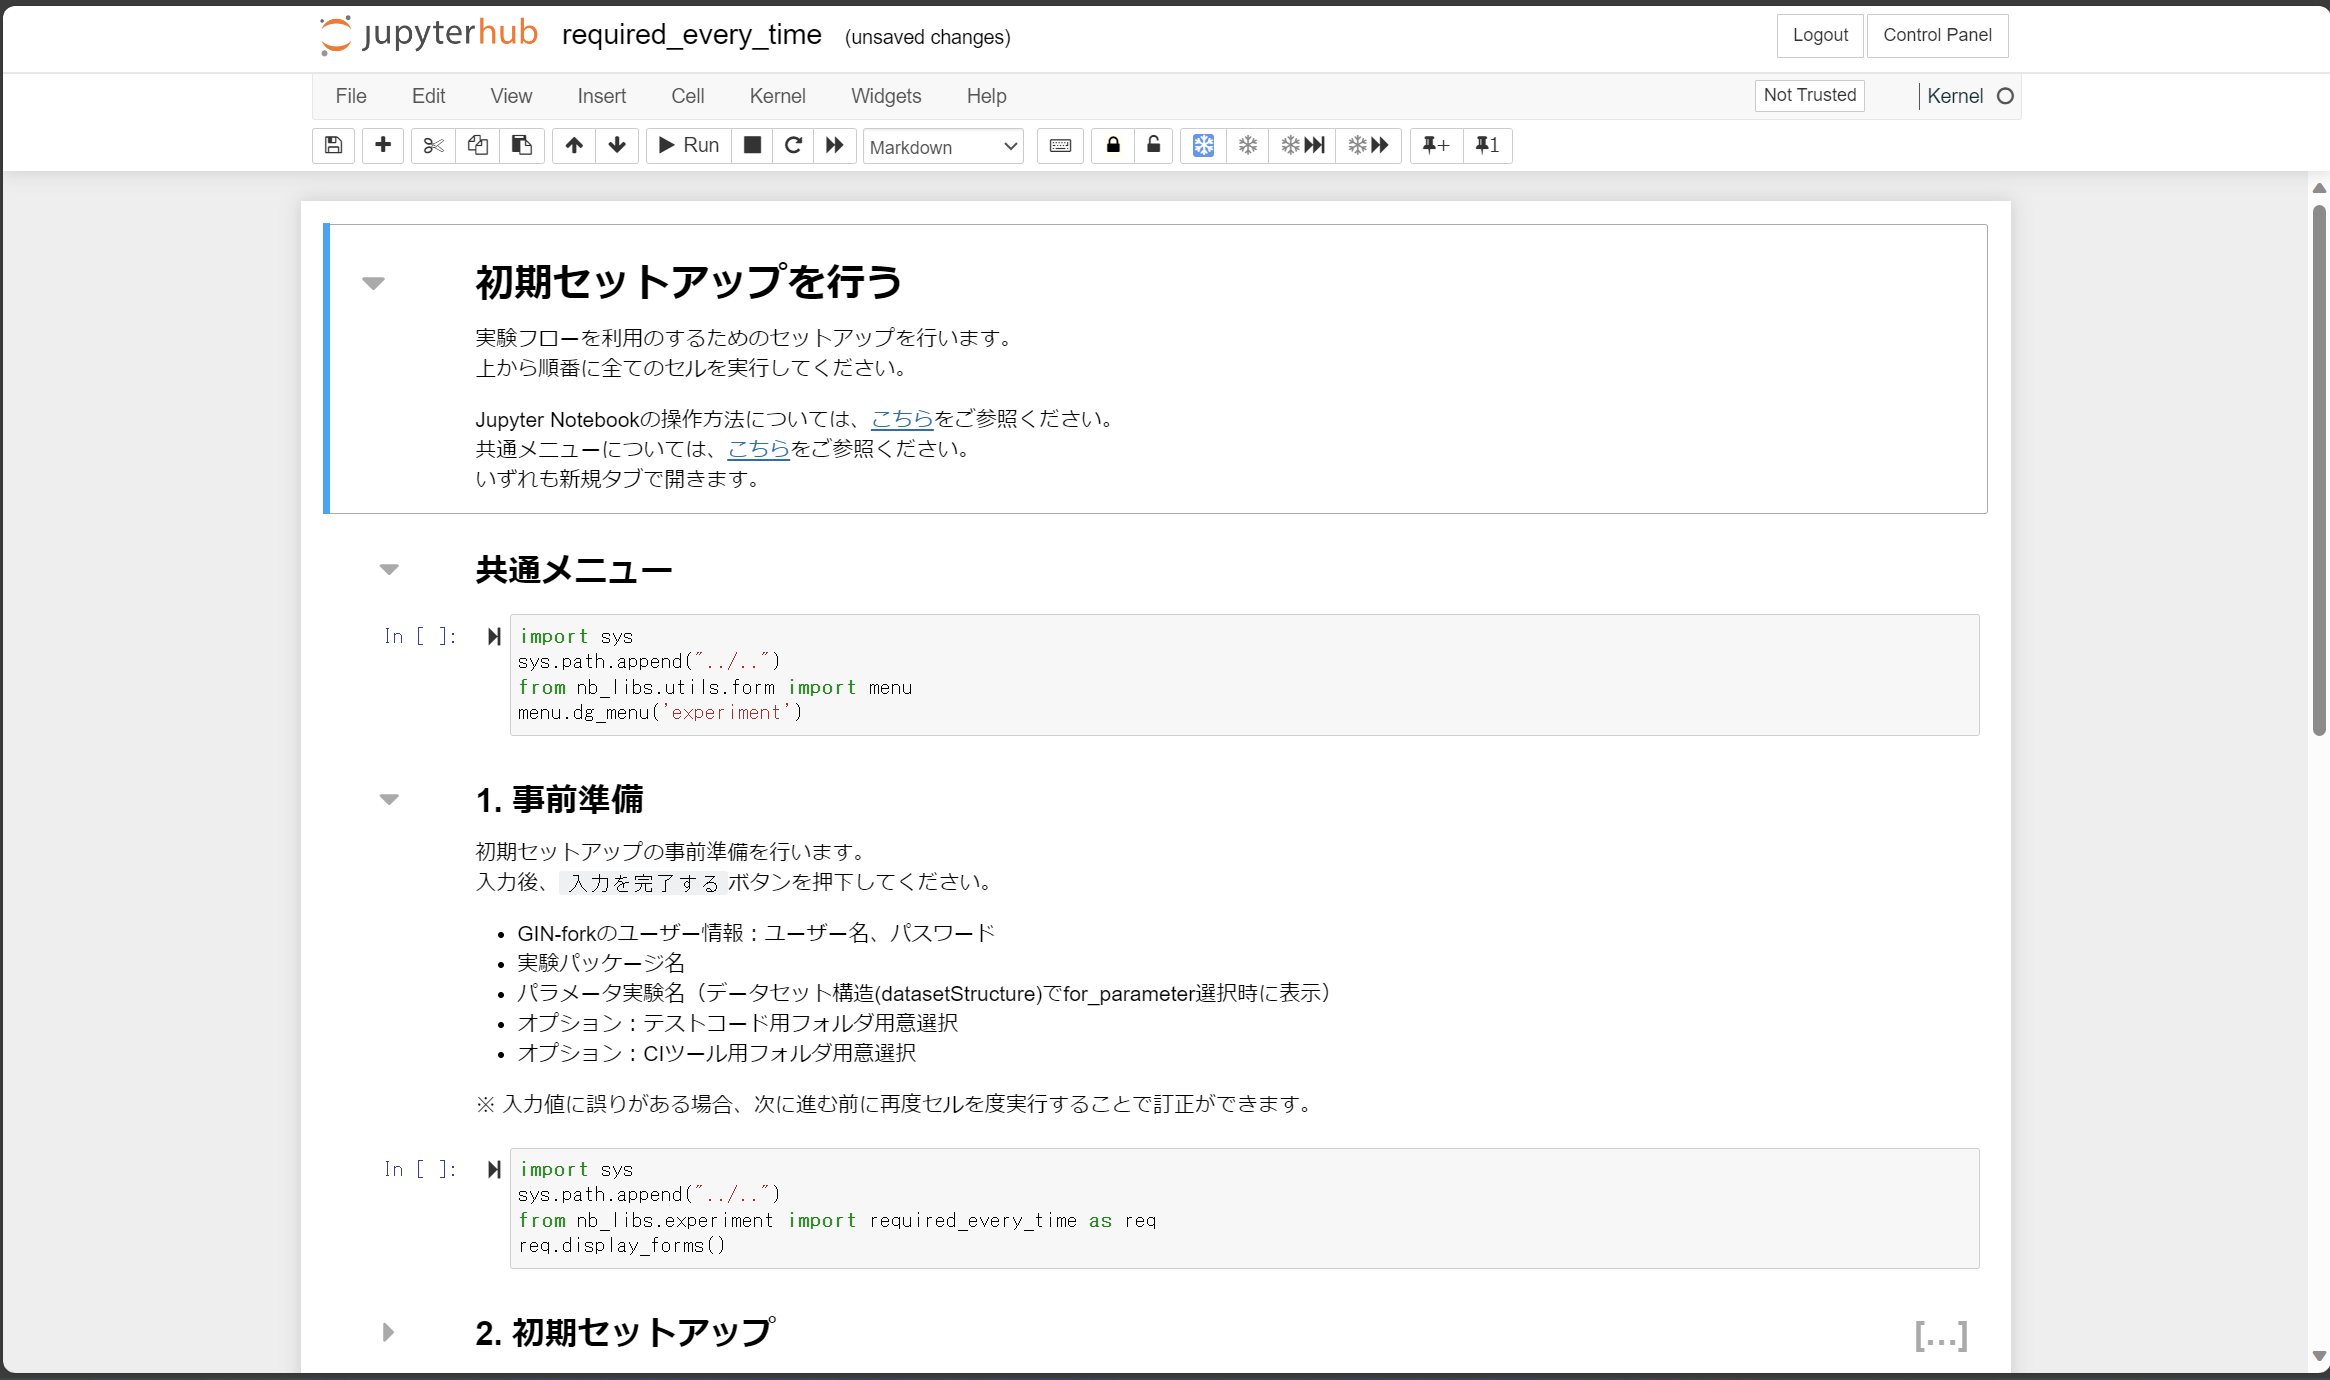 jupyterhub required_every_time (unsaved changes) Logout Control Panel
File Edit View Insert Cell Kernel Widgets Help Not Trusted Kernel
Run Markdown +1
初期セットアップを行う
実験フローを利用のするためのセットアップを行います。
上から順番に全てのセルを実行してください。
Jupyter Notebookの操作方法については、こちらをご参照ください。
共通メニューについては、こちらをご参照ください。
いずれも新規タブで開きます。
共通メニュー
In [ ]: import sys
sys.path.append("../..")
from nb_libs.utils.form import menu
menu.dg_menu('experiment')
1. 事前準備
初期セットアップの事前準備を行います。
入力後、 入力を完了する ボタンを押下してください。
• GIN-forkのユーザー情報：ユーザー名、パスワード
• 実験パッケージ名
• パラメータ実験名（データセット構造(datasetStructure)でfor_parameter選択時に表示）
• オプション：テストコード用フォルダ用意選択
• オプション：CIツール用フォルダ用意選択
※ 入力値に誤りがある場合、次に進む前に再度セルを度実行することで訂正ができます。
In [ ]: import sys
sys.path.append("../..")
from nb_libs.experiment import required_every_time as req
req.display_forms()
2. 初期セットアップ [...]